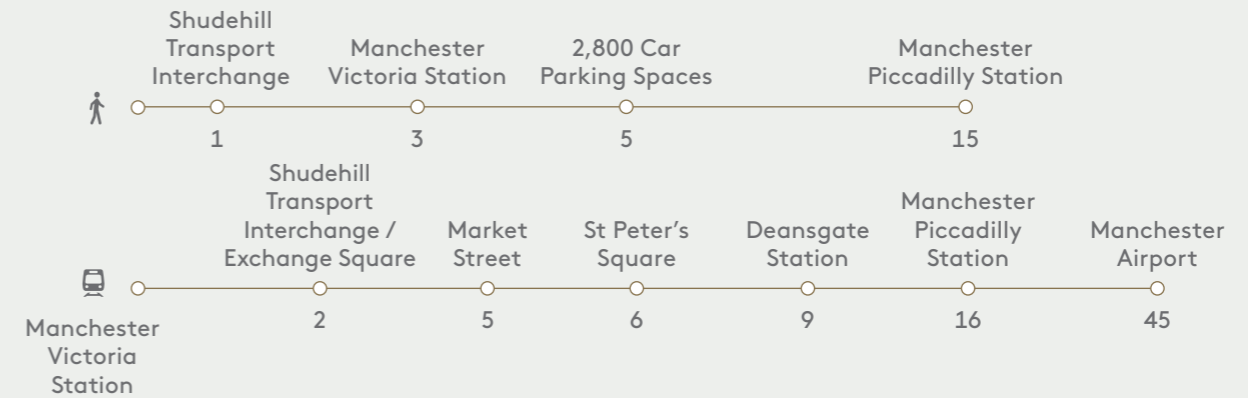 Shudehill
Transport
Interchange
Manchester
Victoria Station
2,800 Car
Parking Spaces
Manchester
Piccadilly Station
1
3
5
15
Shudehill
Transport
Interchange /
Exchange Square
Market
Street
St Peter's
Square
Deansgate
Station
Manchester
Piccadilly
Station
Manchester
Airport
2
5
6
9
16
45
Manchester
Victoria
Station